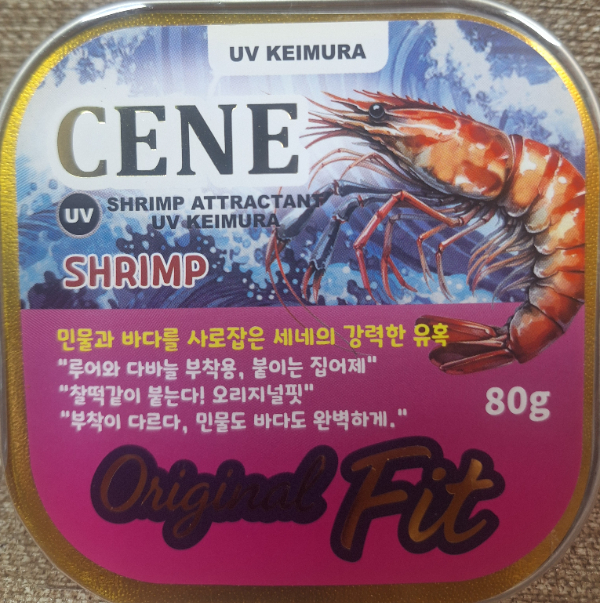 UV KEIMURA
CENE
UV
SHRIMP ATTRACTANT
UV KEIMURA
SHRIMP
민물과 바다를 사로잡은 세네의 강력한 유혹
"루어와 다바늘 부착용, 붙이는 집어제"
"찰떡같이 붙는다! 오리지널핏"
"부착이 다르다, 민물도 바다도 완벽하게."
80g
Original Fit